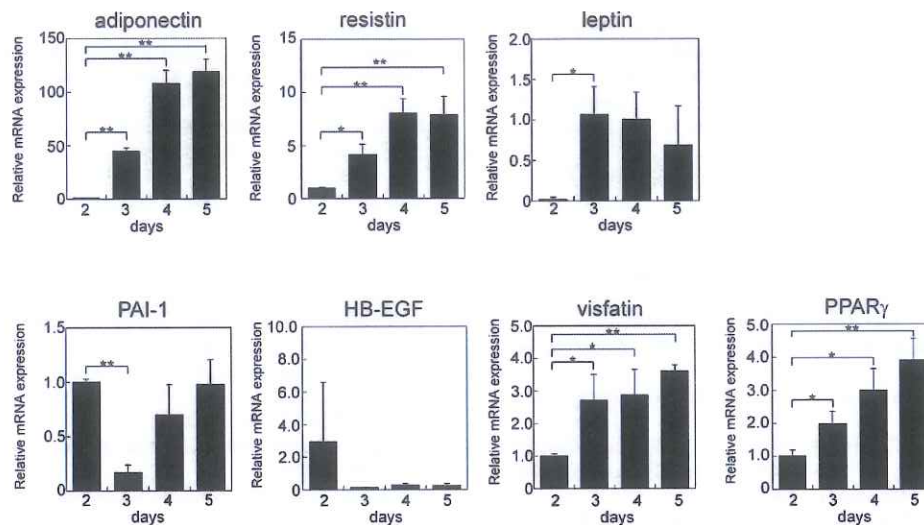 adiponectin resistin leptin
Relative mRNA expression
150
100
50
0
**
**
**
2 3 4 5
days
Relative mRNA expression
15
10
5
0
**
**
*
2 3 4 5
days
Relative mRNA expression
2.0
1.5
1.0
0.5
0
*
2 3 4 5
days
PAI-1 HB-EGF visfatin PPARγ
Relative mRNA expression
1.5
1.0
0.5
0
**
2 3 4 5
days
Relative mRNA expression
10.0
8.0
6.0
4.0
2.0
0
2 3 4 5
days
Relative mRNA expression
5.0
4.0
3.0
2.0
1.0
0
**
*
*
2 3 4 5
days
Relative mRNA expression
5.0
4.0
3.0
2.0
1.0
0
**
*
*
2 3 4 5
days